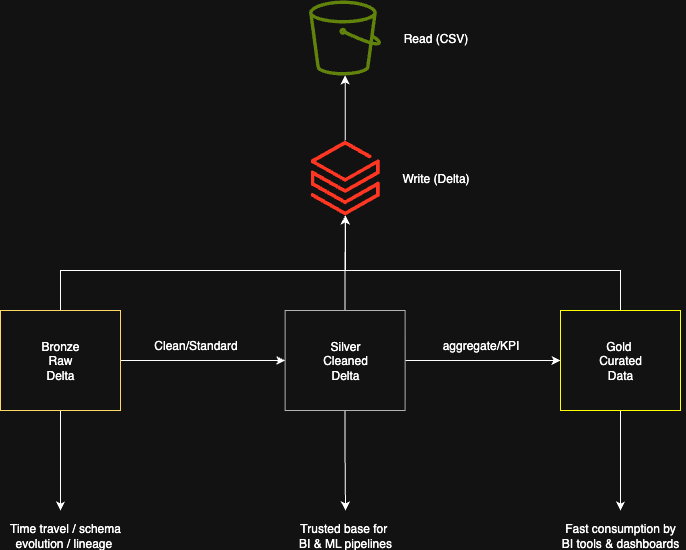 Read (CSV)
Write (Delta)
Bronze
Raw
Delta
Clean/Standard
Silver
Cleaned
Delta
aggregate/KPI
Gold
Curated
Data
Time travel / schema
evolution / lineage
Trusted base for
BI & ML pipelines
Fast consumption by
BI tools & dashboards